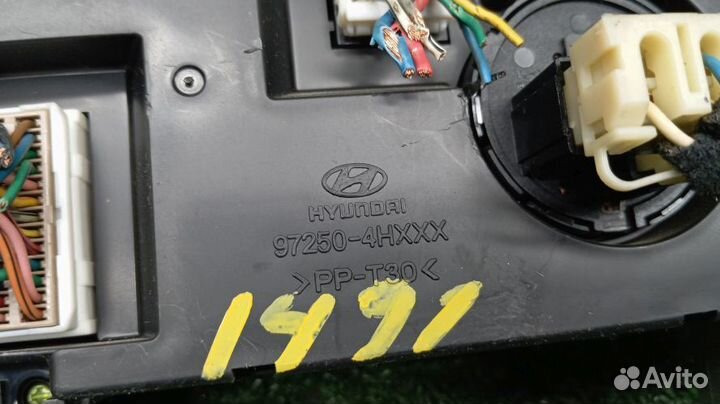 HYUNDAI
97250-4HXXX
>PP-T30<
1491
Avito